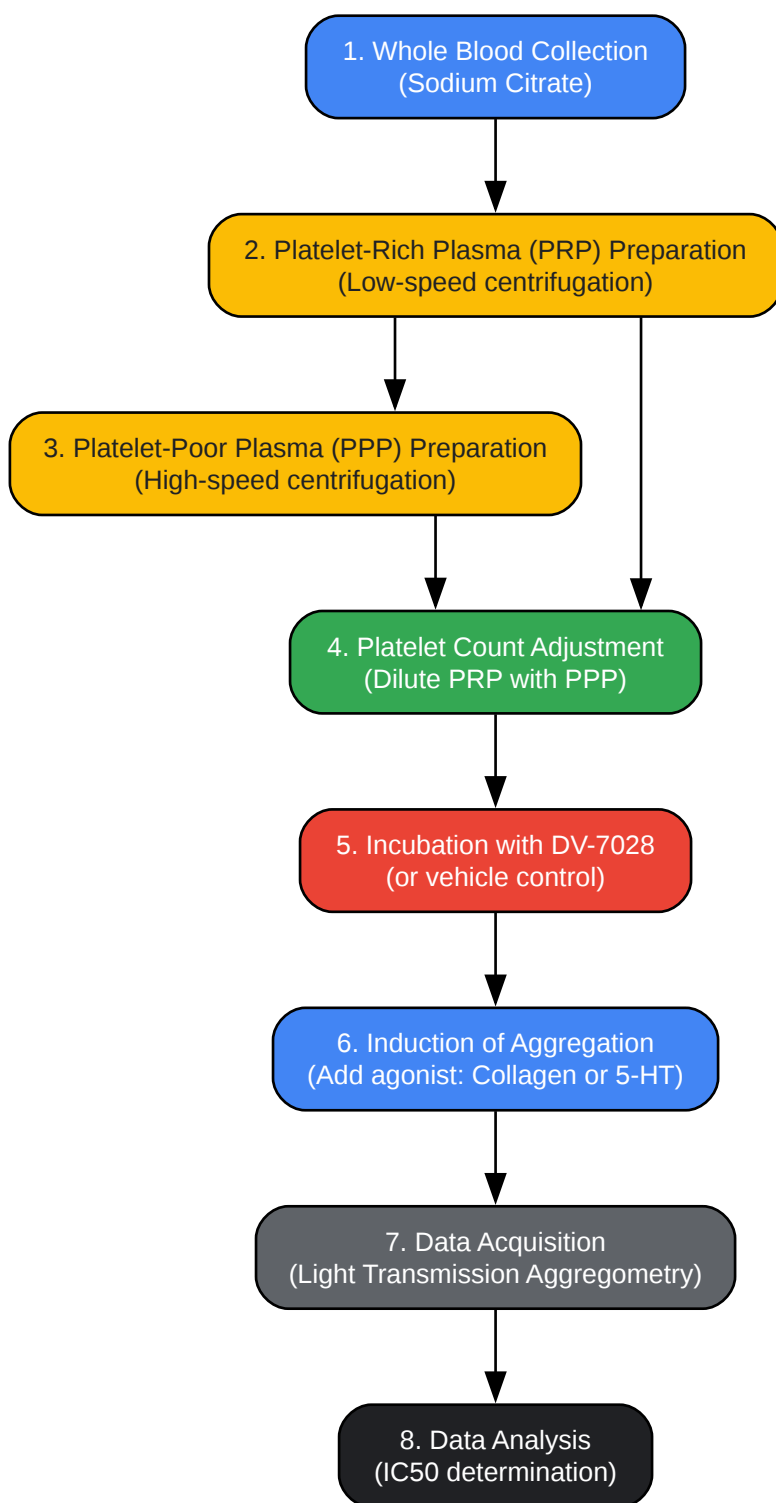 1. Whole Blood Collection
(Sodium Citrate)
2. Platelet-Rich Plasma (PRP) Preparation
(Low-speed centrifugation)
3. Platelet-Poor Plasma (PPP) Preparation
(High-speed centrifugation)
4. Platelet Count Adjustment
(Dilute PRP with PPP)
5. Incubation with DV-7028
(or vehicle control)
6. Induction of Aggregation
(Add agonist: Collagen or 5-HT)
7. Data Acquisition
(Light Transmission Aggregometry)
8. Data Analysis
(IC50 determination)